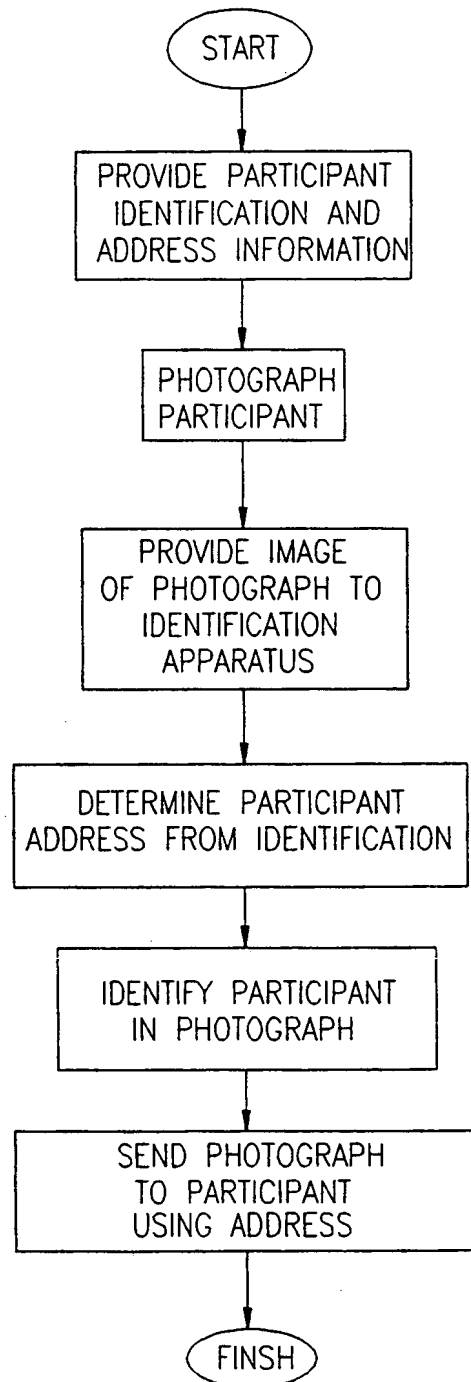 START
PROVIDE PARTICIPANT
IDENTIFICATION AND
ADDRESS INFORMATION
PHOTOGRAPH
PARTICIPANT
PROVIDE IMAGE
OF PHOTOGRAPH TO
IDENTIFICATION
APPARATUS
DETERMINE PARTICIPANT
ADDRESS FROM IDENTIFICATION
IDENTIFY PARTICIPANT
IN PHOTOGRAPH
SEND PHOTOGRAPH
TO PARTICIPANT
USING ADDRESS
FINSH